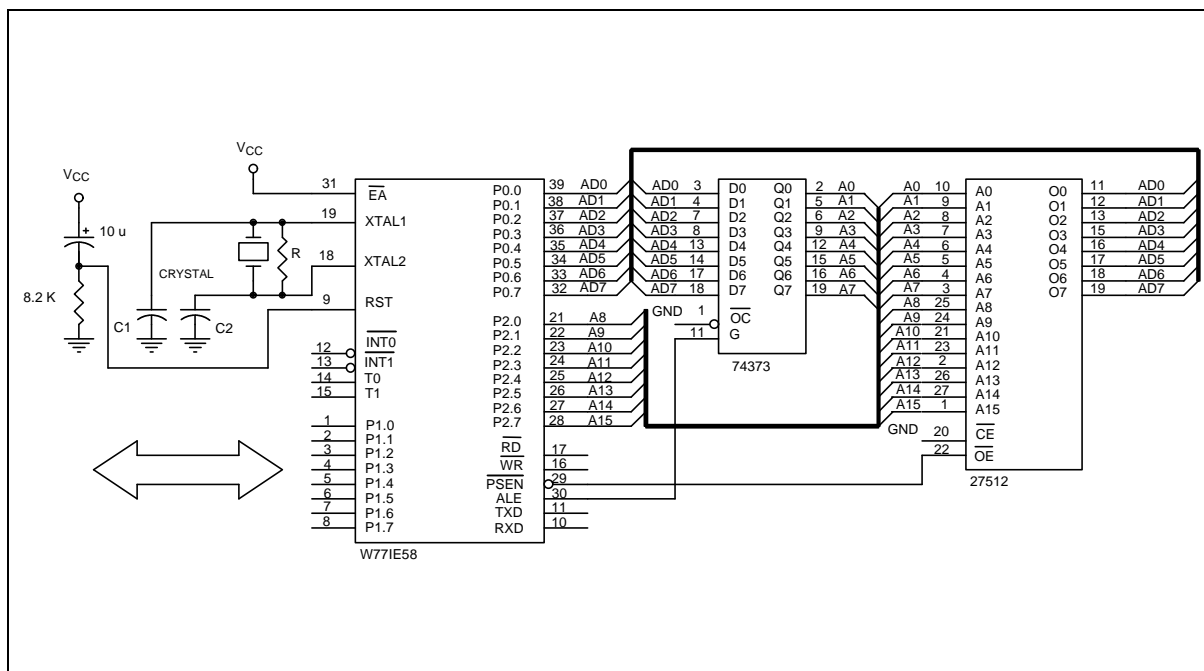 VCC
VCC
10 u
8.2 K
CRYSTAL
R
C1
C2
31 EA
19 XTAL1
18 XTAL2
9 RST
12 INT0
13 INT1
14 T0
15 T1
1 P1.0
2 P1.1
3 P1.2
4 P1.3
5 P1.4
6 P1.5
7 P1.6
8 P1.7
P0.0 39 AD0
P0.1 38 AD1
P0.2 37 AD2
P0.3 36 AD3
P0.4 35 AD4
P0.5 34 AD5
P0.6 33 AD6
P0.7 32 AD7
P2.0 21 A8
P2.1 22 A9
P2.2 23 A10
P2.3 24 A11
P2.4 25 A12
P2.5 26 A13
P2.6 27 A14
P2.7 28 A15
RD 17
WR 16
PSEN 29
ALE 30
TXD 11
RXD 10
W77IE58
AD0 3 D0 Q0 2 A0
AD1 4 D1 Q1 5 A1
AD2 7 D2 Q2 6 A2
AD3 8 D3 Q3 9 A3
AD4 13 D4 Q4 12 A4
AD5 14 D5 Q5 15 A5
AD6 17 D6 Q6 16 A6
AD7 18 D7 Q7 19 A7
GND 1 OC
11 G
74373
A0 10 A0 O0 11 AD0
A1 9 A1 O1 12 AD1
A2 8 A2 O2 13 AD2
A3 7 A3 O3 15 AD3
A4 6 A4 O4 16 AD4
A5 5 A5 O5 17 AD5
A6 4 A6 O6 18 AD6
A7 3 A7 O7 19 AD7
A8 25 A8
A9 24 A9
A10 21 A10
A11 23 A11
A12 2 A12
A13 26 A13
A14 27 A14
A15 1 A15
GND 20 CE
22 OE
27512